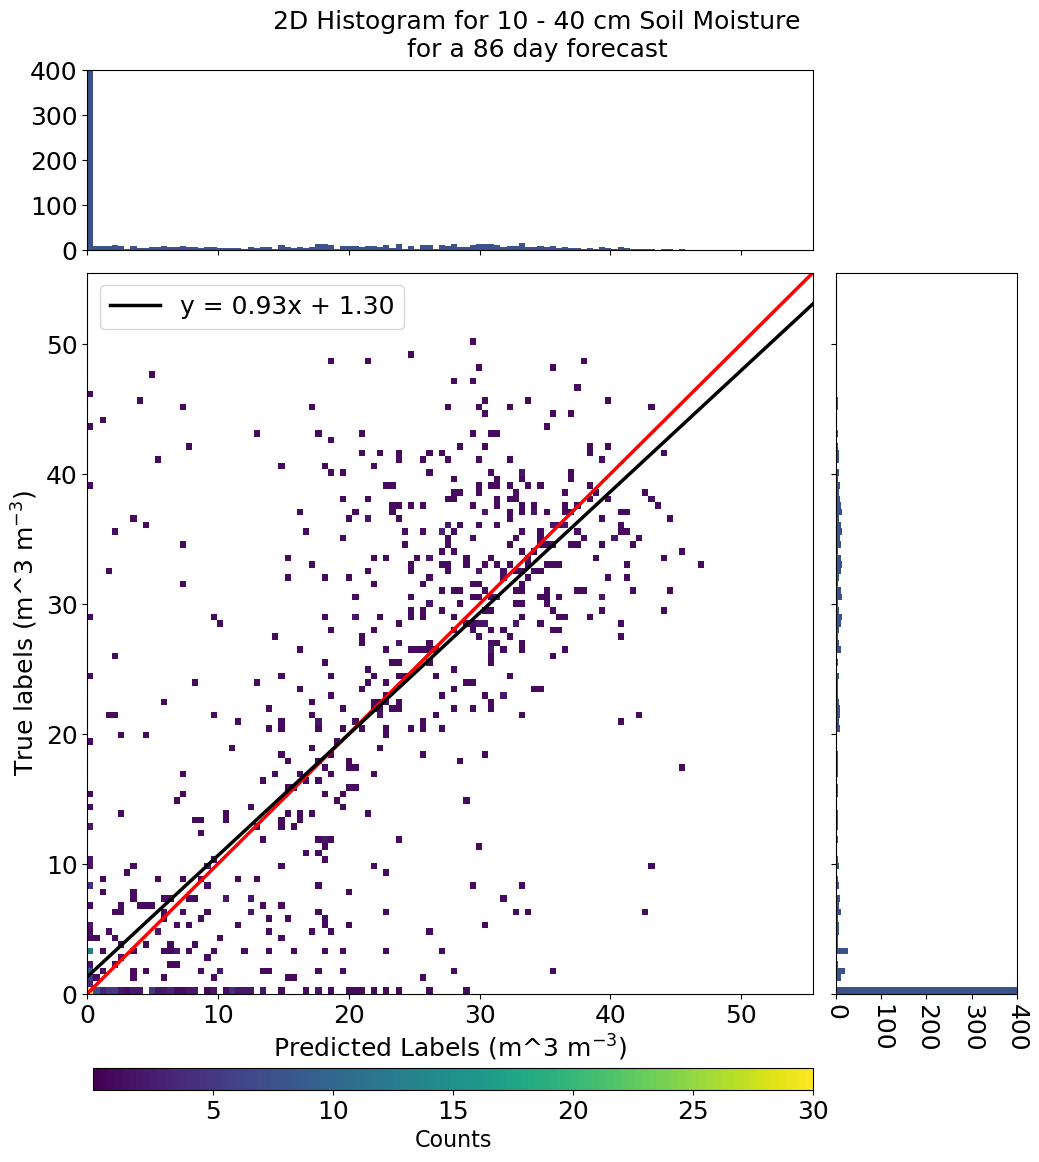 2D Histogram for 10 - 40 cm Soil Moisture
for a 86 day forecast
400
300
200
100
0
y = 0.93x + 1.30
50
40
30
20
10
0
True labels (m^3 m⁻³)
0 10 20 30 40 50
Predicted Labels (m^3 m⁻³)
0 100 200 300 400
5 10 15 20 25 30
Counts